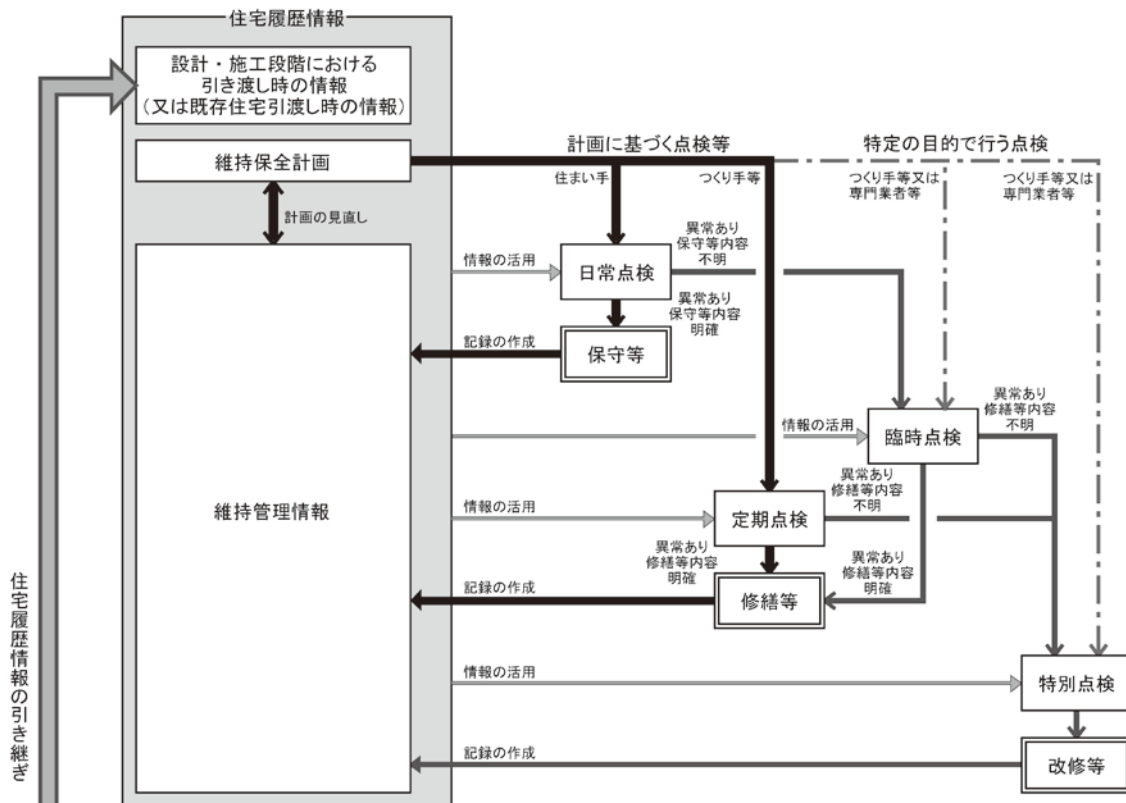 住宅履歴情報
設計・施工段階における
引き渡し時の情報
(又は既存住宅引渡し時の情報)
維持保全計画
計画に基づく点検等
特定の目的で行う点検
住まい手
つくり手等
つくり手等又は
専門業者等
つくり手等又は
専門業者等
計画の見直し
情報の活用
日常点検
異常あり
保守等内容
不明
異常あり
保守等内容
明確
記録の作成
保守等
情報の活用
臨時点検
異常あり
修繕等内容
不明
維持管理情報
情報の活用
定期点検
異常あり
修繕等内容
不明
異常あり
修繕等内容
明確
異常あり
修繕等内容
明確
記録の作成
修繕等
情報の活用
特別点検
記録の作成
改修等
住宅履歴情報の引き継ぎ